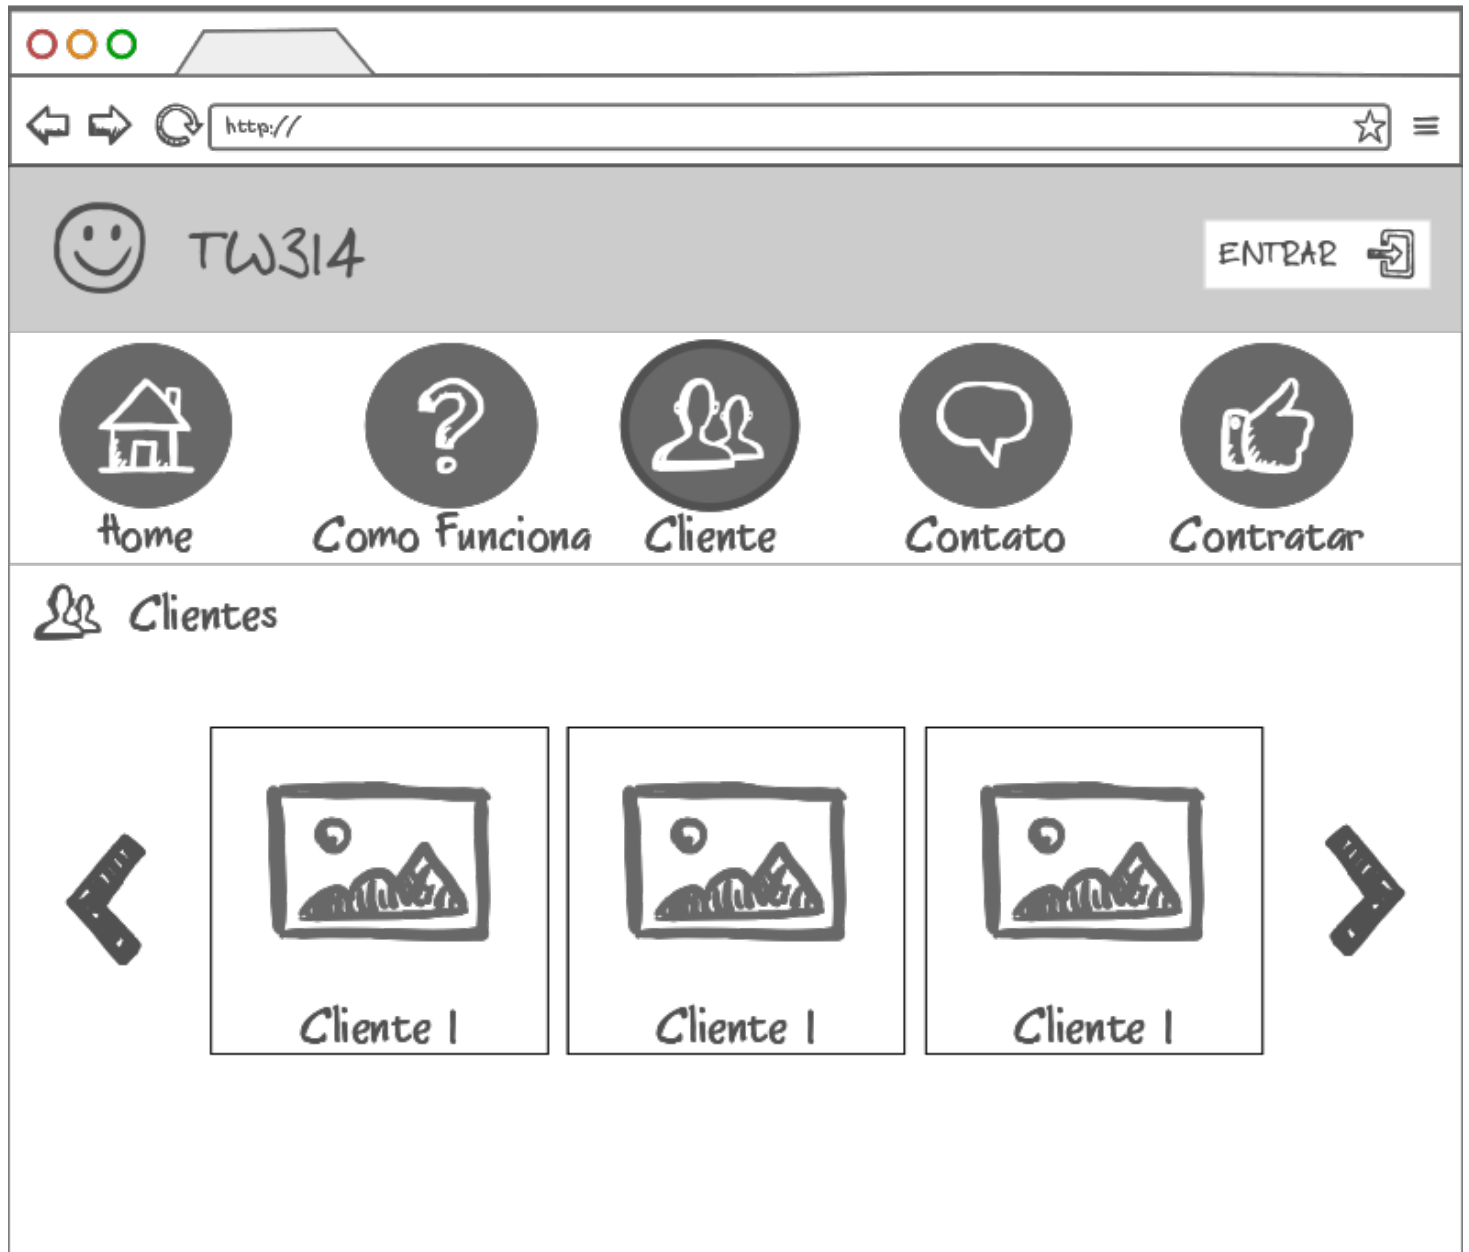 http://
TW314
ENTRAR
Home
Como Funciona
Cliente
Contato
Contratar
Clientes
Cliente 1
Cliente 1
Cliente 1